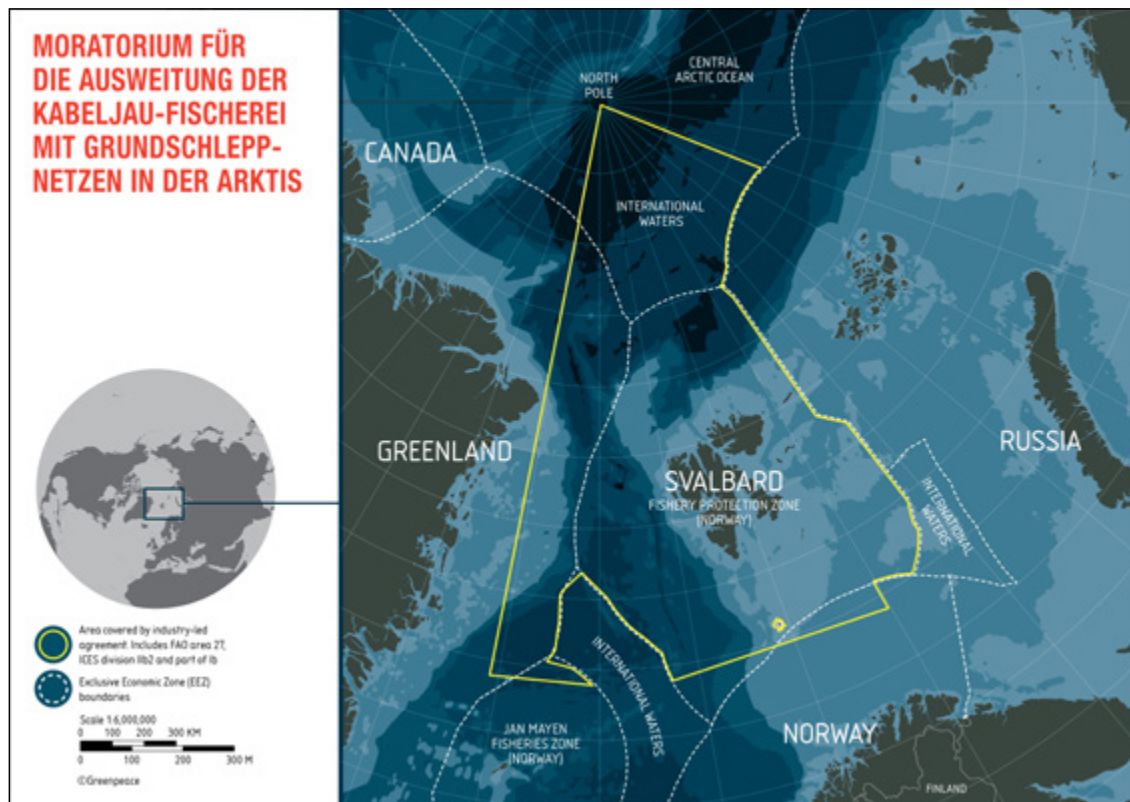 MORATORIUM FÜR
DIE AUSWEITUNG DER
KABELJAU-FISCHEREI
MIT GRUNDSCHLEPP-
NETZEN IN DER ARKTIS
NORTH
POLE
CENTRAL
ARCTIC OCEAN
CANADA
INTERNATIONAL
WATERS
GREENLAND
SVALBARD
FISHERY PROTECTION ZONE
(NORWAY)
RUSSIA
INTERNATIONAL
WATERS
INTERNATIONAL WATERS
JAN MAYEN
FISHERIES ZONE
(NORWAY)
NORWAY
FINLAND
Area covered by industry-led
agreement. Includes FAO area 27,
ICES division IIb2 and part of Ib
Exclusive Economic Zone (EEZ)
boundaries
Scale 1:6,000,000
0 100 200 300 KM
0 100 200 300 M
©Greenpeace